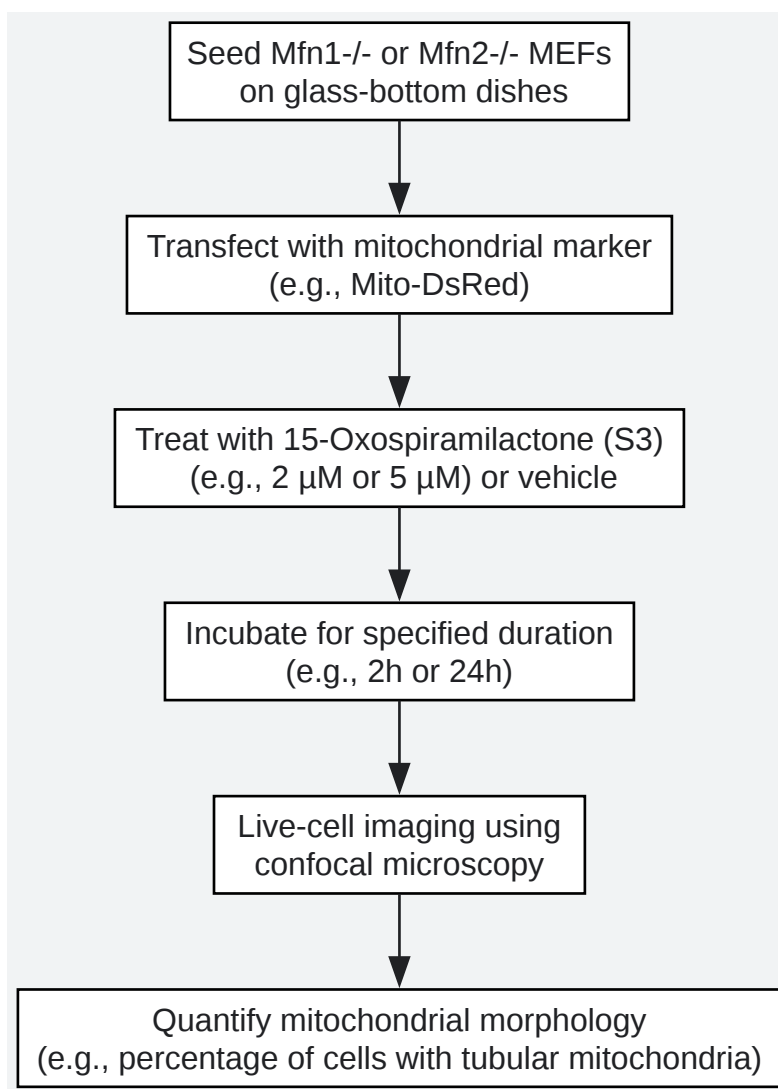 Seed Mfn1-/- or Mfn2-/- MEFs
on glass-bottom dishes
Transfect with mitochondrial marker
(e.g., Mito-DsRed)
Treat with 15-Oxospiramilactone (S3)
(e.g., 2 µM or 5 µM) or vehicle
Incubate for specified duration
(e.g., 2h or 24h)
Live-cell imaging using
confocal microscopy
Quantify mitochondrial morphology
(e.g., percentage of cells with tubular mitochondria)